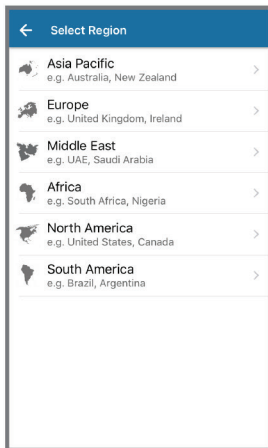 Select Region
Asia Pacific
e.g. Australia, New Zealand
Europe
e.g. United Kingdom, Ireland
Middle East
e.g. UAE, Saudi Arabia
Africa
e.g. South Africa, Nigeria
North America
e.g. United States, Canada
South America
e.g. Brazil, Argentina